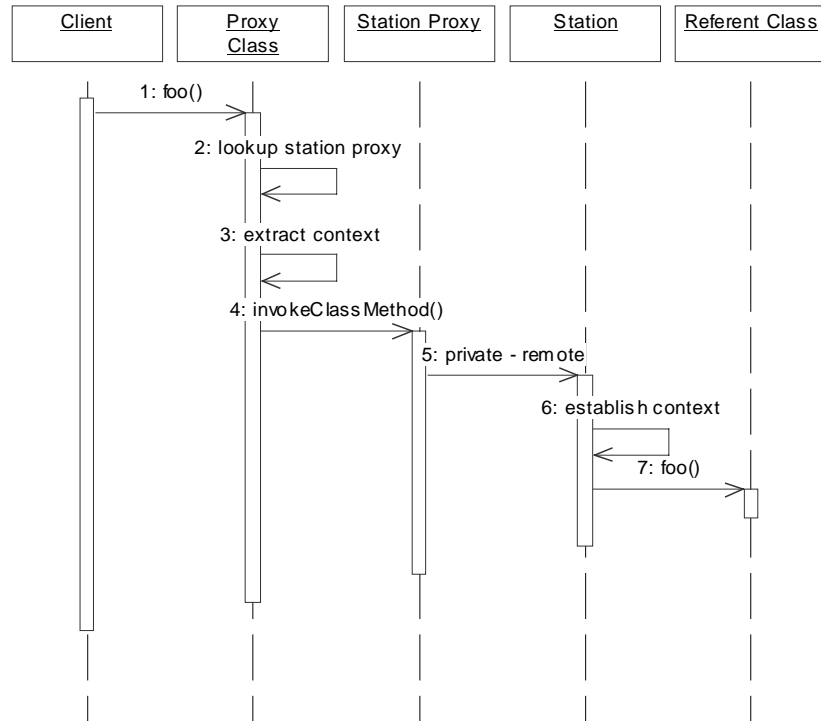 Client
Proxy
Class
Station Proxy
Station
Referent Class
1: foo()
2: lookup station proxy
3: extract context
4: invokeClassMethod()
5: private - remote
6: establish context
7: foo()